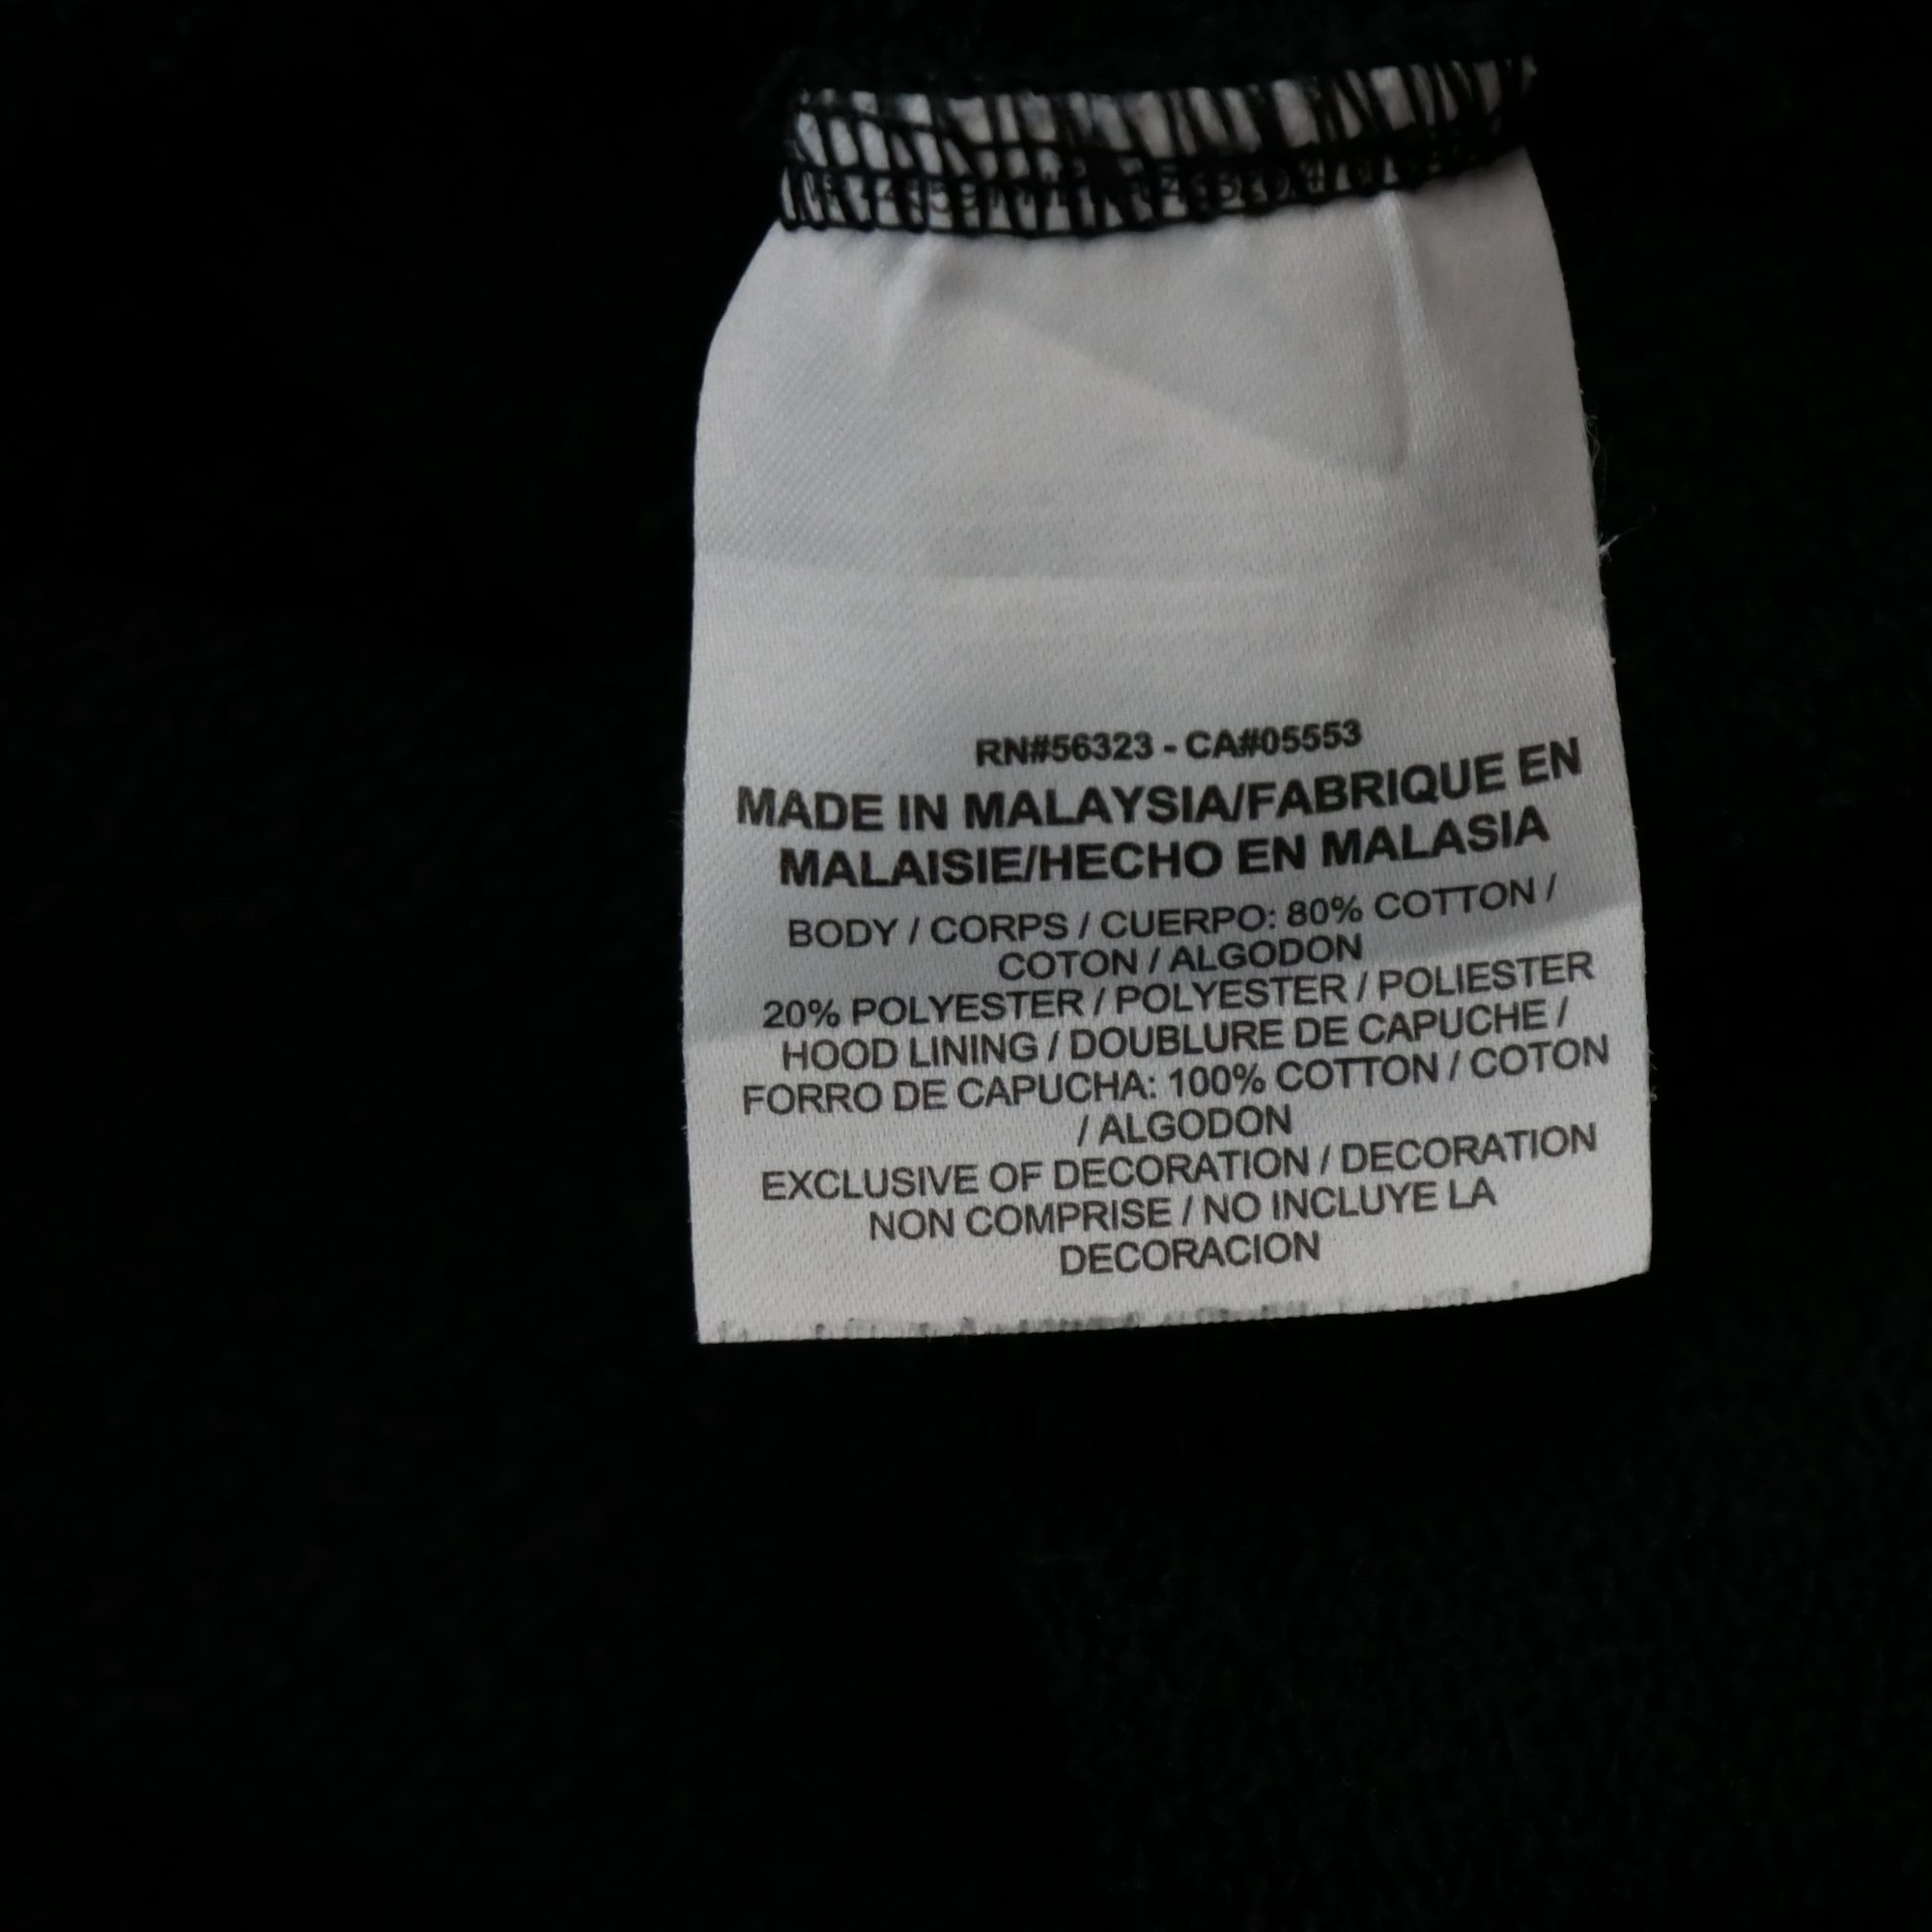 RN#56323 - CA#05553
MADE IN MALAYSIA/FABRIQUE EN
MALAISIE/HECHO EN MALASIA
BODY / CORPS / CUERPO: 80% COTTON /
COTON / ALGODON
20% POLYESTER / POLYESTER / POLIESTER
HOOD LINING / DOUBLURE DE CAPUCHE /
FORRO DE CAPUCHA: 100% COTTON / COTON
/ ALGODON
EXCLUSIVE OF DECORATION / DECORATION
NON COMPRISE / NO INCLUYE LA
DECORACION